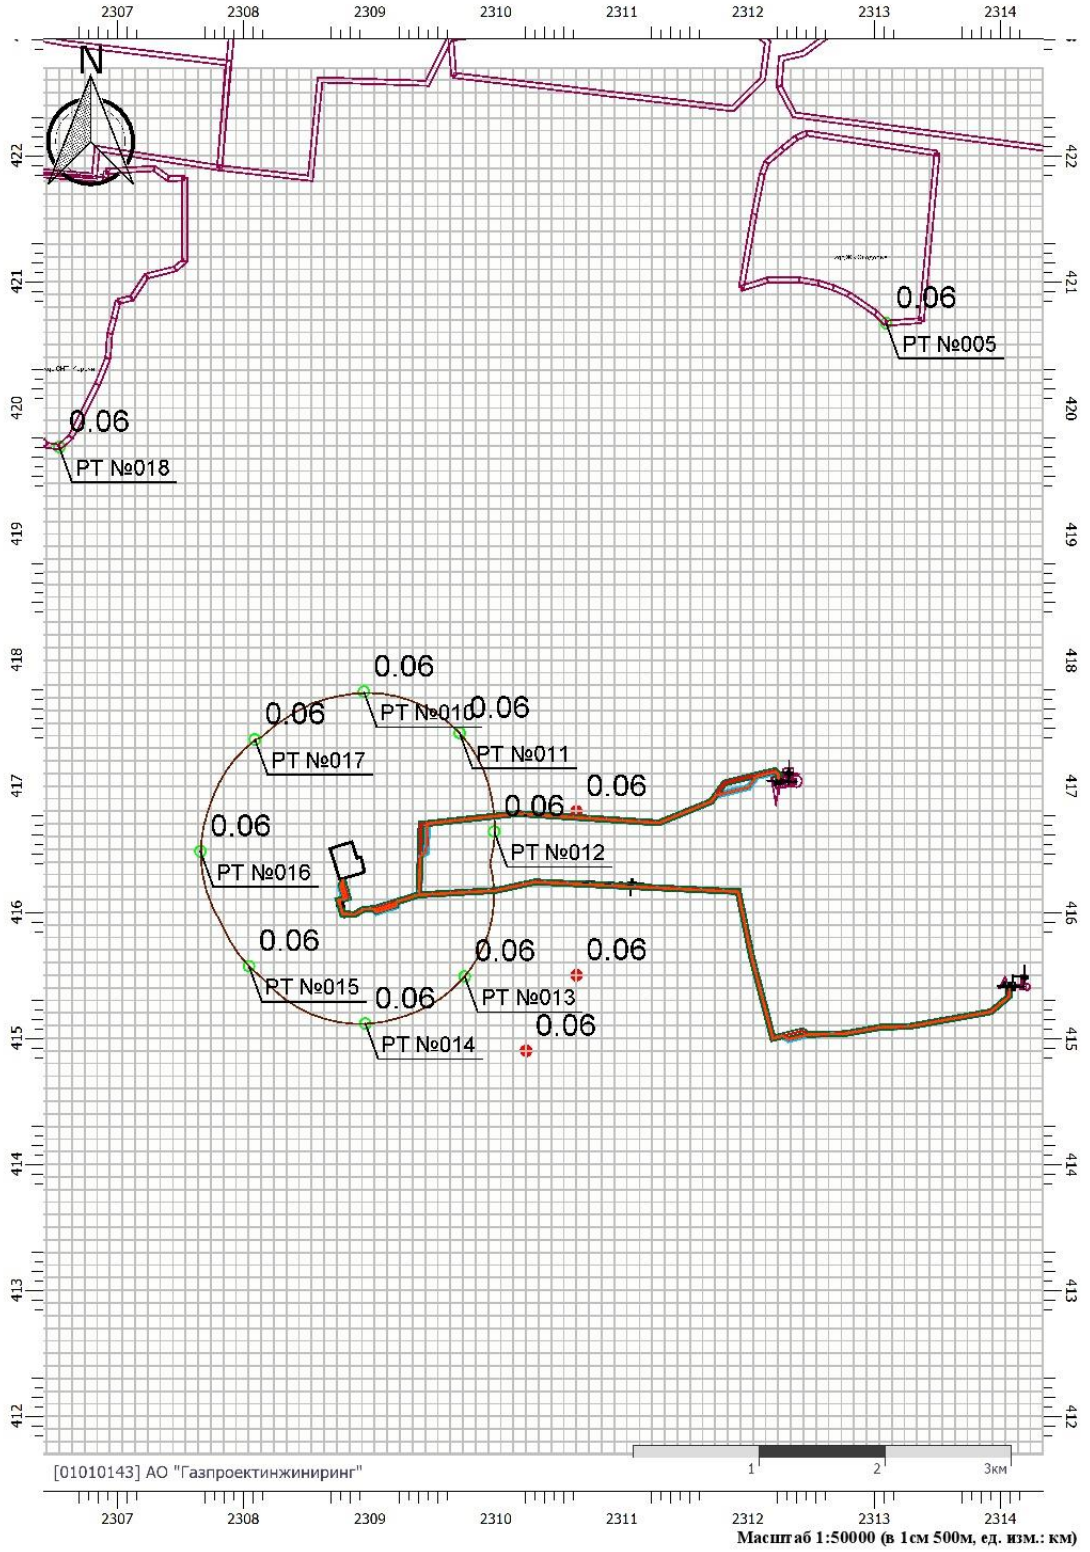 2307 2308 2309 2310 2311 2312 2313 2314
N
422 422
421 421
0.06
РТ №005
420 420
0.06
РТ №018
419 419
418 418
0.06
РТ №010
0.06
РТ №017
0.06
РТ №011
417 417
0.06
0.06
РТ №012
0.06
РТ №016
416 416
0.06
РТ №015
0.06
РТ №013
0.06
0.06
РТ №014
0.06
415 415
414 414
413 413
412 412
[01010143] АО "Газпроектинжиниринг"
1 2 3км
2307 2308 2309 2310 2311 2312 2313 2314
Масштаб 1:50000 (в 1см 500м, ед. изм.: км)